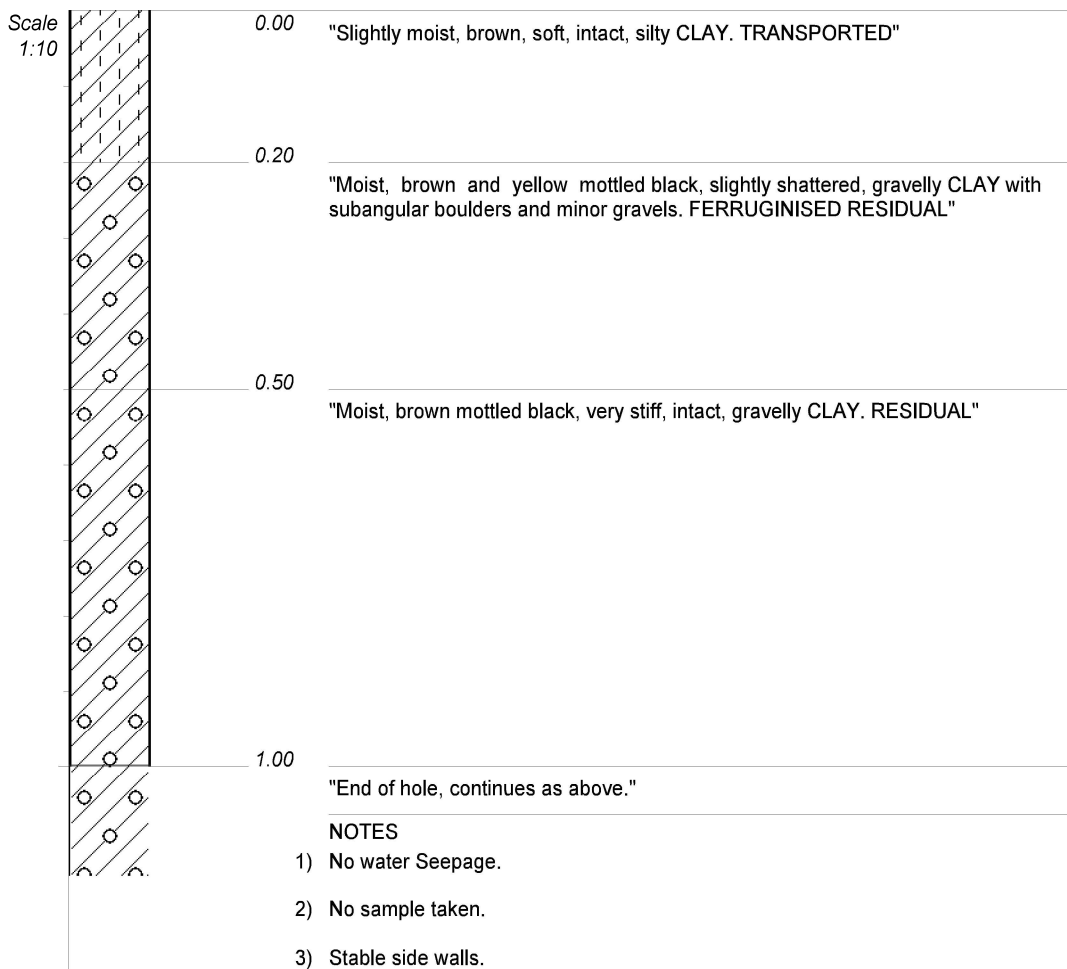 Scale
1:10
0.00
"Slightly moist, brown, soft, intact, silty CLAY. TRANSPORTED"
0.20
"Moist, brown and yellow mottled black, slightly shattered, gravelly CLAY with
subangular boulders and minor gravels. FERRUGINISED RESIDUAL"
0.50
"Moist, brown mottled black, very stiff, intact, gravelly CLAY. RESIDUAL"
1.00
"End of hole, continues as above."
NOTES
1) No water Seepage.
2) No sample taken.
3) Stable side walls.